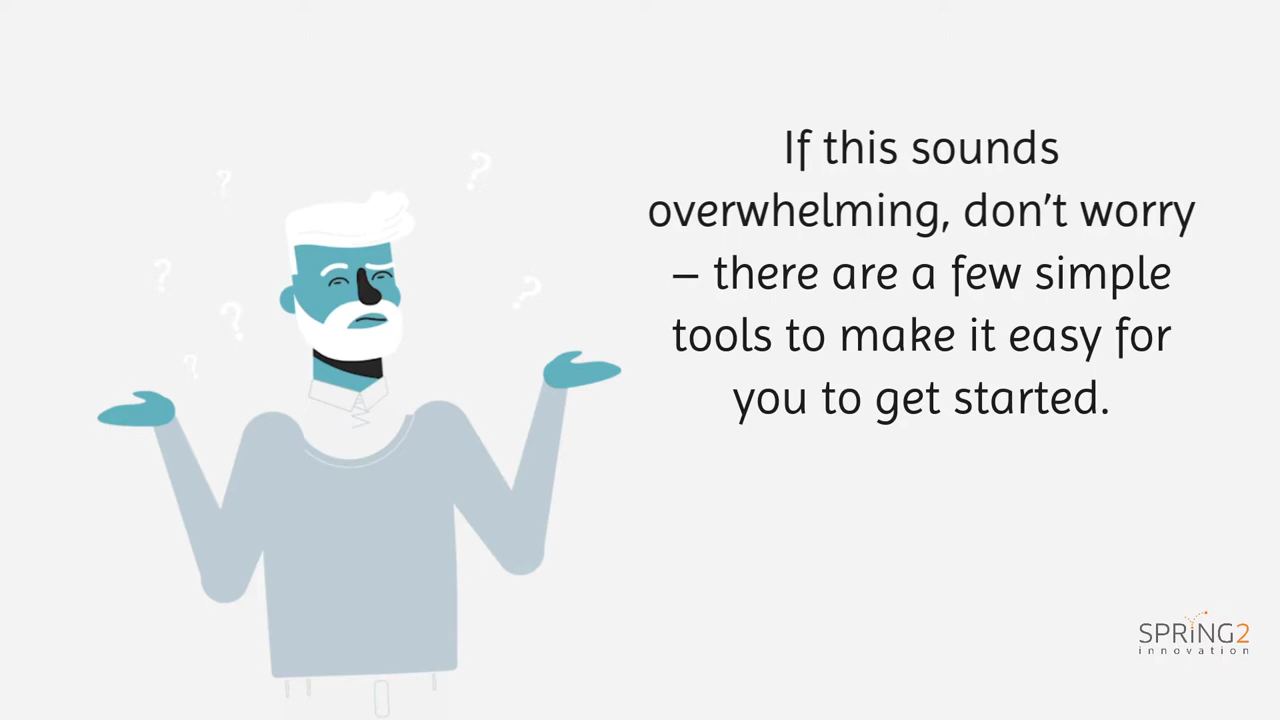 If this sounds
overwhelming, don’t worry
– there are a few simple
tools to make it easy for
you to get started.
? ? ? ? ? ?
SPRiNG2
innovation